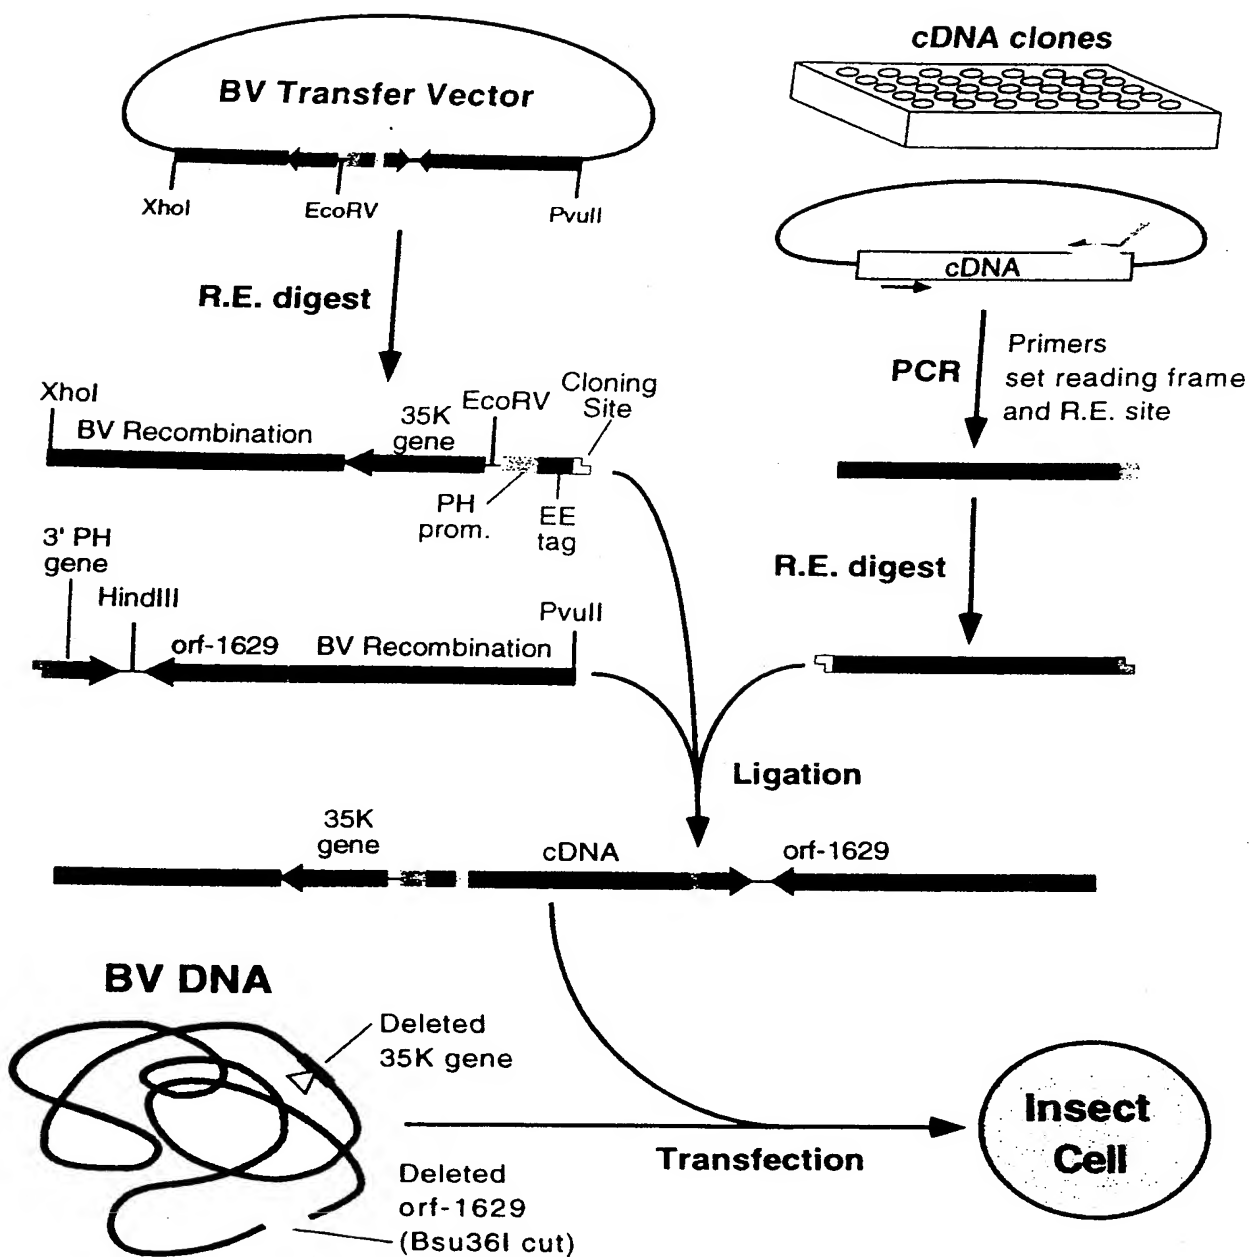 cDNA clones
BV Transfer Vector
XhoI
EcoRV
PvuII
cDNA
R.E. digest
PCR
Primers
set reading frame
and R.E. site
XhoI
BV Recombination
35K
gene
EcoRV
Cloning
Site
PH
prom.
EE
tag
R.E. digest
3' PH
gene
HindIII
orf-1629
BV Recombination
PvuII
Ligation
35K
gene
cDNA
orf-1629
BV DNA
Deleted
35K gene
Transfection
Insect
Cell
Deleted
orf-1629
(Bsu36I cut)